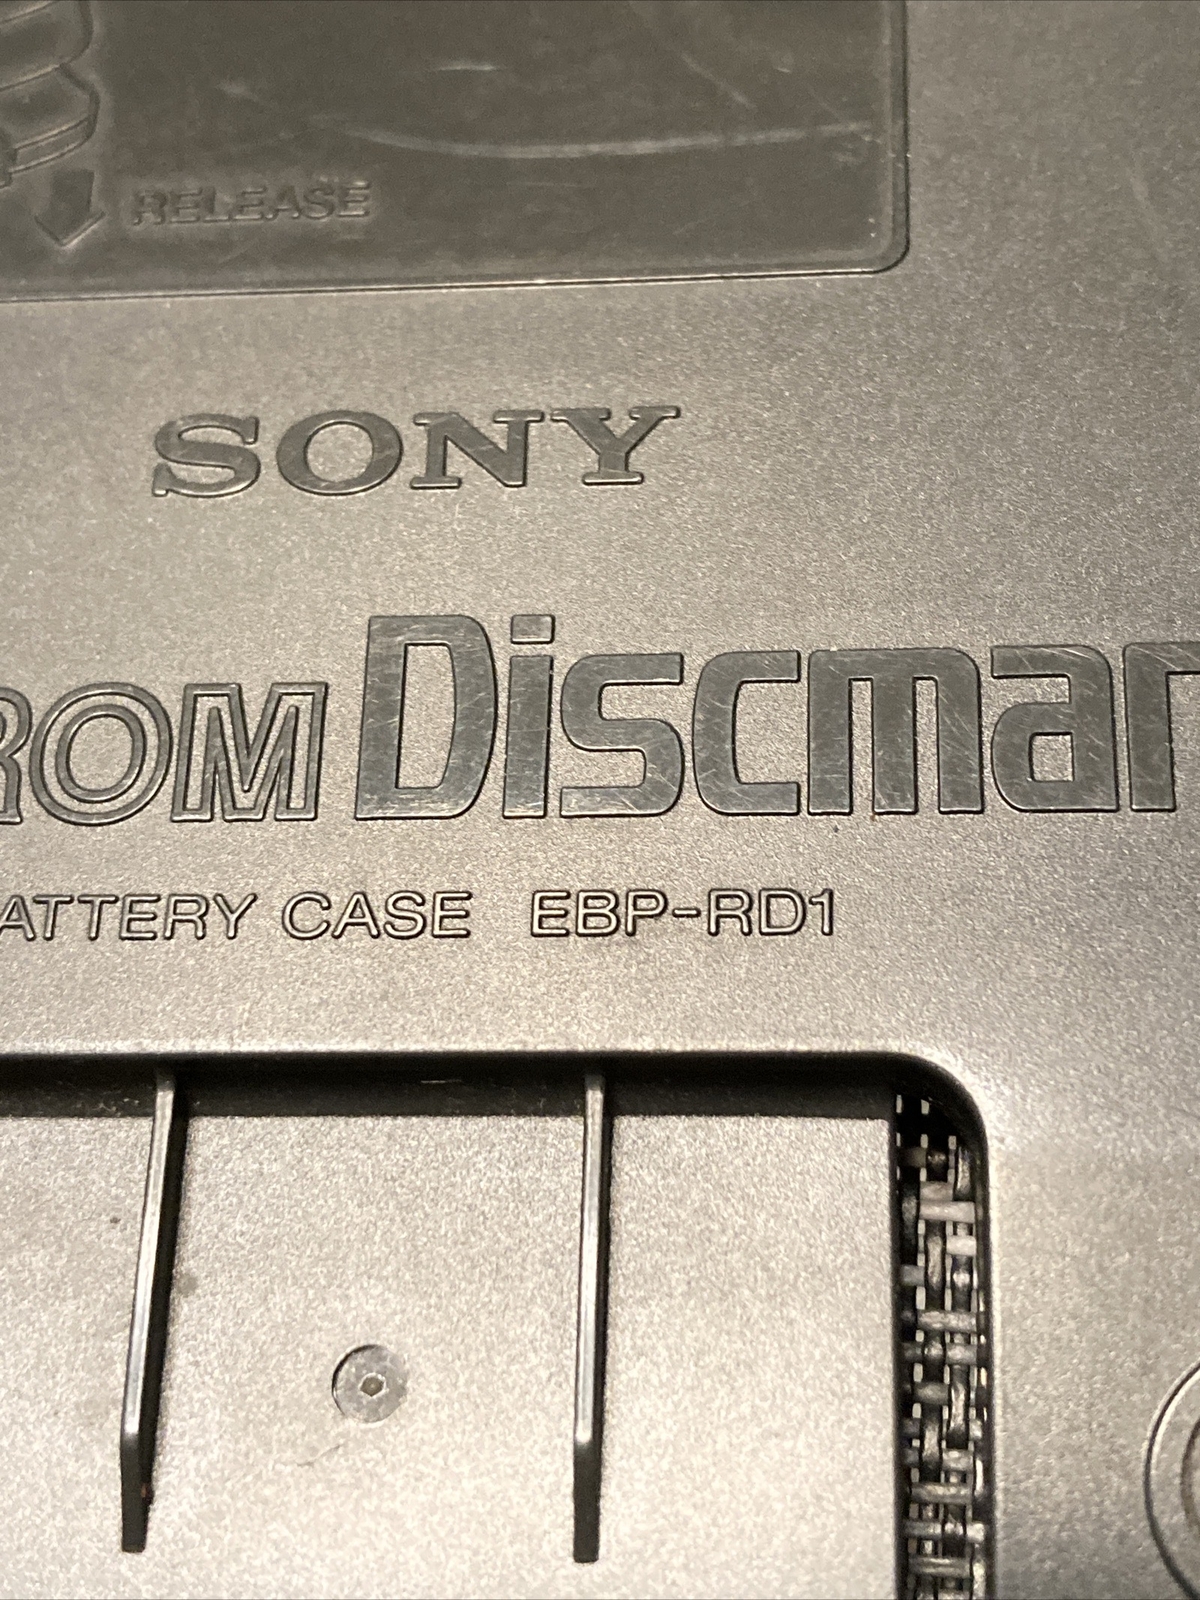 RELEASE
SONY
ROM Discman
ATTERY CASE EBP-RD1